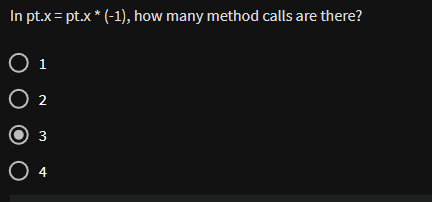 In pt.x = pt.x * (-1), how many method calls are there?
1
2
3
4